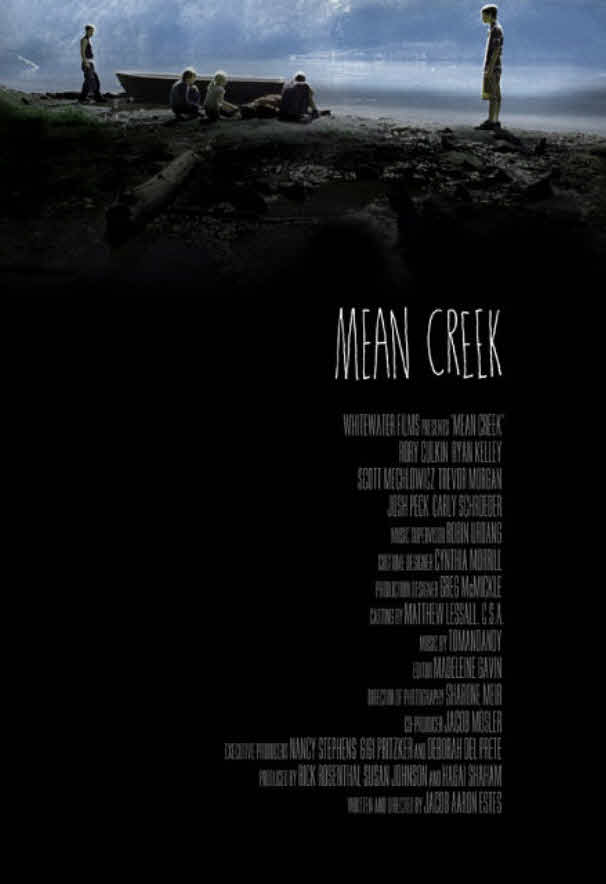 MEAN CREEK
WHITEWATER FILMS PRESENTS "MEAN CREEK"
RORY CULKIN RYAN KELLEY
SCOTT MECHLOWICZ TREVOR MORGAN
JOSH PECK CARLY SCHROEDER
MUSIC SUPERVISOR ROBIN URDANG
COSTUME DESIGNER CYNTHIA MORRILL
PRODUCTION DESIGNER GREG McMICKLE
CASTING BY MATTHEW LESSALL, C.S.A.
MUSIC BY TOMANDANDY
EDITOR MADELEINE GAVIN
DIRECTOR OF PHOTOGRAPHY SHARONE MEIR
CO-PRODUCER JACOB MOSLER
EXECUTIVE PRODUCERS NANCY STEPHENS GIGI PRITZKER AND DEBORAH DEL PRETE
PRODUCED BY RICK ROSENTHAL SUSAN JOHNSON AND HAGAI SHAHAM
WRITTEN AND DIRECTED BY JACOB AARON ESTES